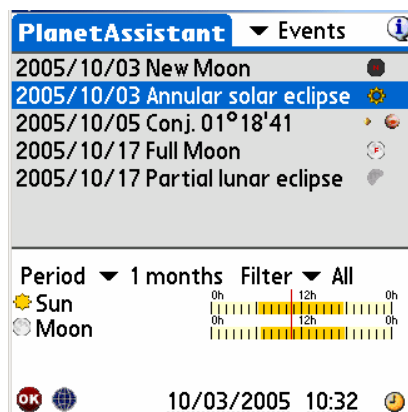 PlanetAssistant Events i
2005/10/03 New Moon
2005/10/03 Annular solar eclipse
2005/10/05 Conj. 01º18'41
2005/10/17 Full Moon F
2005/10/17 Partial lunar eclipse
Period 1 months Filter All
Sun 0h 12h 0h
Moon 0h 12h 0h
OK 10/03/2005 10:32